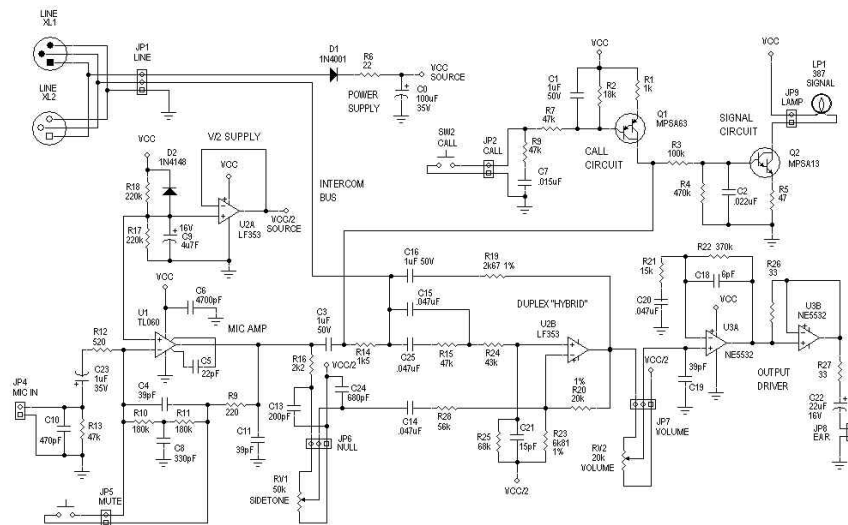 LINE
XL1
LINE
XL2
JP1
LINE
D1
1N4001
R6
22
VCC
SOURCE
C0
100uF
35V
POWER
SUPPLY
VCC
C1
1uF
50V
R2
18k
R1
1k
Q1
MPSA63
R7
47k
SW2
CALL
JP2
CALL
R9
47k
C7
.015uF
CALL
CIRCUIT
VCC
LP1
387
SIGNAL
JP9
LAMP
SIGNAL
CIRCUIT
R3
100k
Q2
MPSA13
R4
470k
C2
.022uF
R5
47
VCC
D2
1N4148
V/2 SUPPLY
VCC
R18
220k
R17
220k
16V
C9
4u7F
U2A
LF353
VCC/2
SOURCE
INTERCOM
BUS
VCC
U1
TL060
C6
4700pF
C5
22pF
MIC AMP
R12
520
C23
1uF
35V
JP4
MIC IN
C10
470pF
R13
47k
C4
39pF
R10
180k
R11
180k
C8
330pF
R9
220
C11
39pF
JP5
MUTE
C3
1uF
50V
R16
2k2
VCC/2
C13
200pF
C24
680pF
JP6
NULL
RV1
50k
SIDETONE
R14
1k5
C16
1uF 50V
R19
2k67 1%
C15
.047uF
DUPLEX "HYBRID"
U2B
LF353
C25
.047uF
R15
47k
R24
43k
C14
.047uF
R28
56k
1%
R20
20k
R25
68k
C21
15pF
R23
6k81
1%
VCC/2
RV2
20k
VOLUME
JP7
VOLUME
VCC/2
R21
15k
C20
.047uF
R22 370k
C18
6pF
VCC
U3A
NE5532
C19
39pF
R26
33
U3B
NE5532
OUTPUT
DRIVER
R27
33
C22
22uF
16V
JP8
EAR